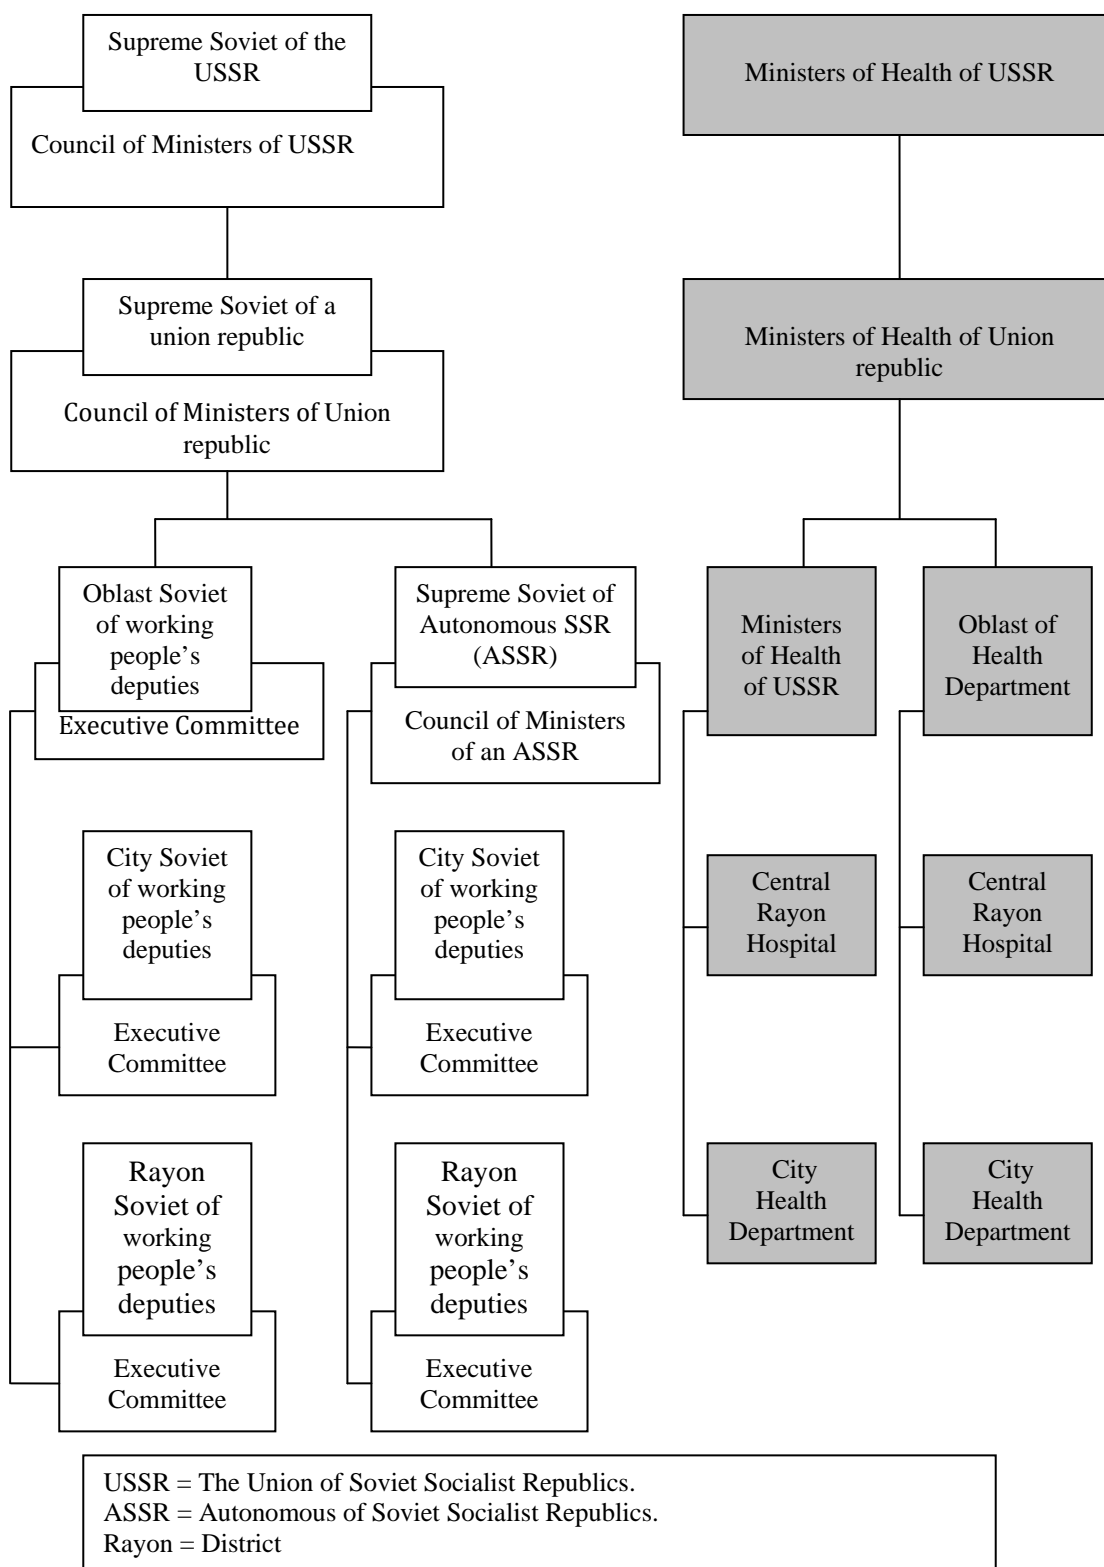 Supreme Soviet of the
USSR
Council of Ministers of USSR
Ministers of Health of USSR
Supreme Soviet of a
union republic
Council of Ministers of Union
republic
Ministers of Health of Union
republic
Oblast Soviet
of working
people's
deputies
Executive Committee
Supreme Soviet of
Autonomous SSR
(ASSR)
Council of Ministers
of an ASSR
Ministers
of Health
of USSR
Oblast of
Health
Department
City Soviet
of working
people's
deputies
Executive
Committee
City Soviet
of working
people's
deputies
Executive
Committee
Central
Rayon
Hospital
Central
Rayon
Hospital
Rayon
Soviet of
working
people's
deputies
Executive
Committee
Rayon
Soviet of
working
people's
deputies
Executive
Committee
City
Health
Department
City
Health
Department
USSR = The Union of Soviet Socialist Republics.
ASSR = Autonomous of Soviet Socialist Republics.
Rayon = District